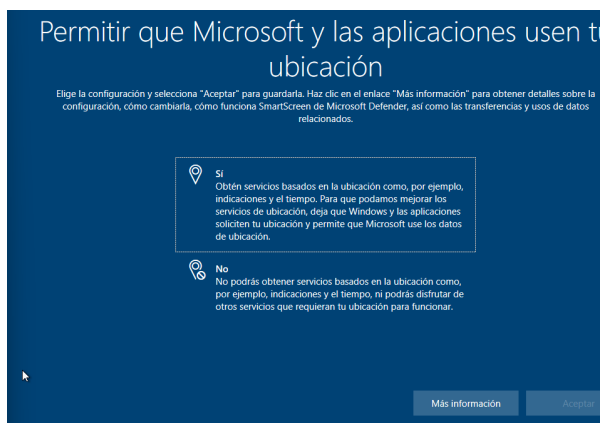 Permitir que Microsoft y las aplicaciones usen tu
ubicación
Elige la configuración y selecciona "Aceptar" para guardarla. Haz clic en el enlace "Más información" para obtener detalles sobre la
configuración, cómo cambiarla, cómo funciona SmartScreen de Microsoft Defender, así como las transferencias y usos de datos
relacionados.
Sí
Obtén servicios basados en la ubicación como, por ejemplo,
indicaciones y el tiempo. Para que podamos mejorar los
servicios de ubicación, deja que Windows y las aplicaciones
soliciten tu ubicación y permite que Microsoft use los datos
de ubicación.
No
No podrás obtener servicios basados en la ubicación como,
por ejemplo, indicaciones y el tiempo, ni podrás disfrutar de
otros servicios que requieran tu ubicación para funcionar.
Más información
Aceptar